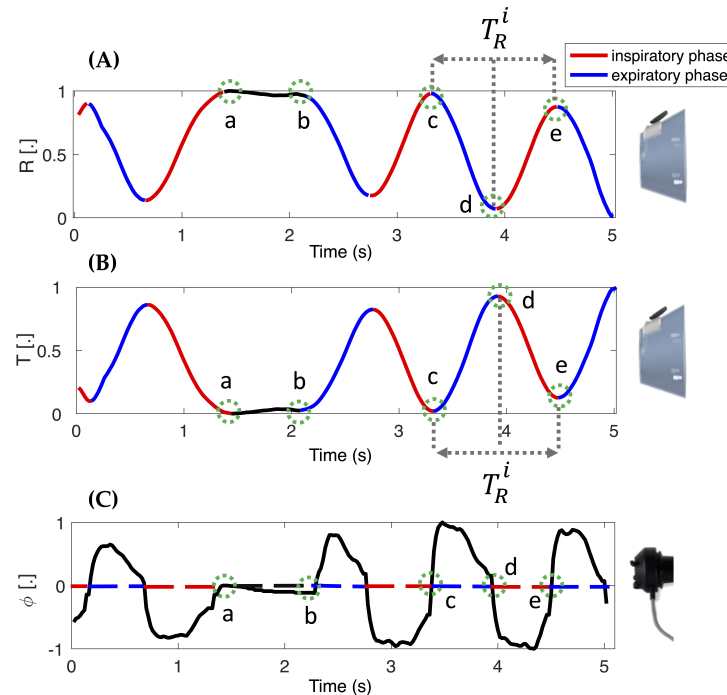 T_R^i
(A)
inspiratory phase
expiratory phase
1
a
b
c
e
R [.]
0.5
d
0
0
1
2
3
4
5
Time (s)
(B)
1
d
T [.]
0.5
a
b
c
e
0
0
1
2
3
4
5
Time (s)
T_R^i
(C)
1
d
ϕ [.]
0
a
b
c
e
-1
0
1
2
3
4
5
Time (s)